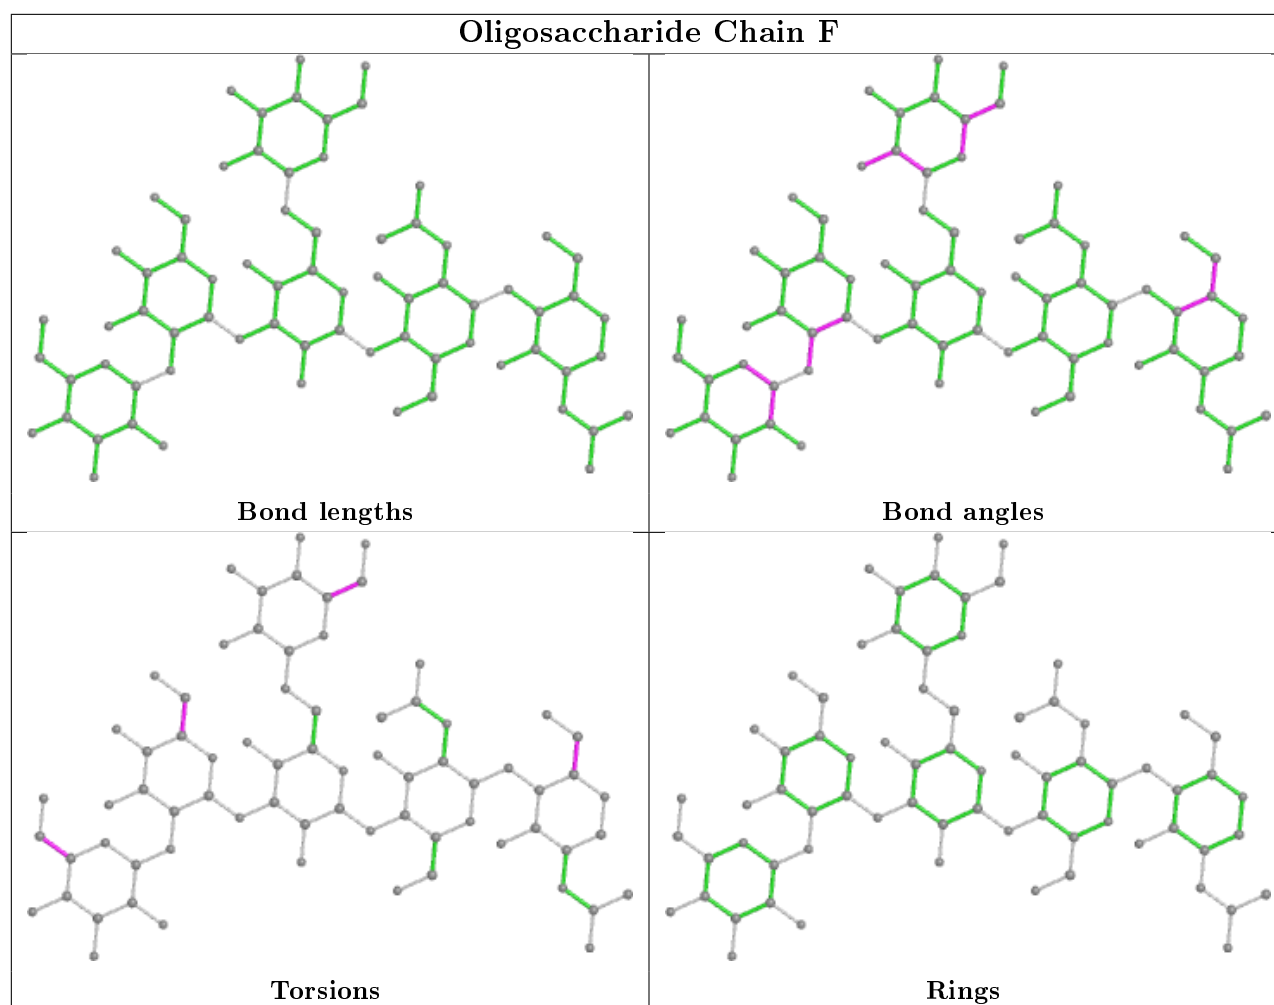 Oligosaccharide Chain F
Bond lengths
Bond angles
Torsions
Rings